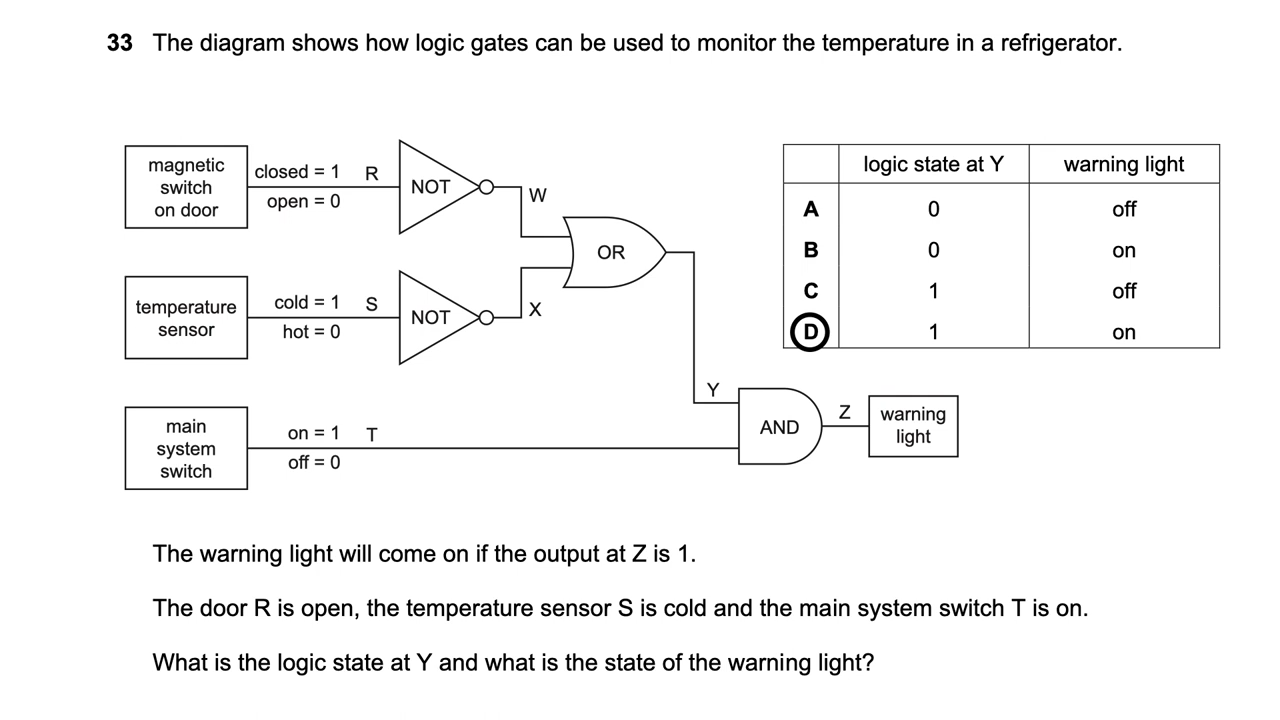 33 The diagram shows how logic gates can be used to monitor the temperature in a refrigerator.
magnetic
switch
on door
closed = 1 R
open = 0
NOT
W
OR
temperature
sensor
cold = 1 S
hot = 0
NOT
X
main
system
switch
on = 1 T
off = 0
Y
AND
Z
warning
light
logic state at Y warning light
A 0 off
B 0 on
C 1 off
D 1 on
The warning light will come on if the output at Z is 1.
The door R is open, the temperature sensor S is cold and the main system switch T is on.
What is the logic state at Y and what is the state of the warning light?